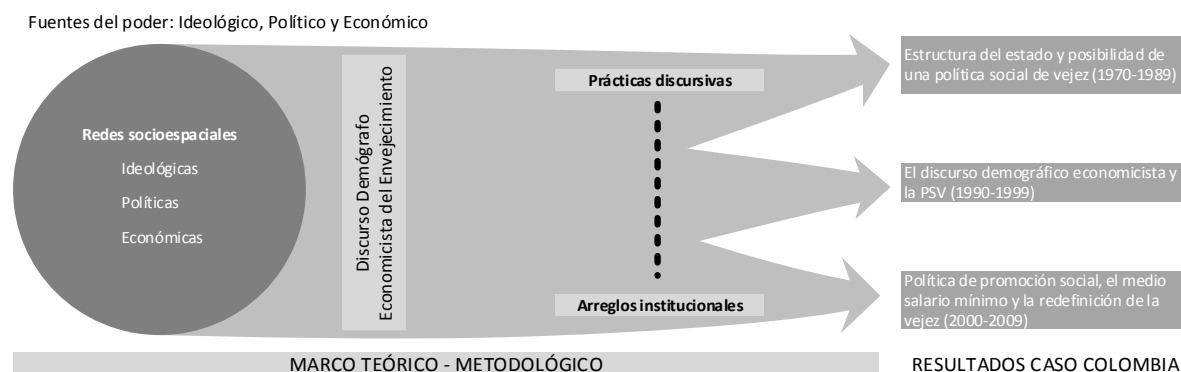 Fuentes del poder: Ideológico, Político y Económico
Redes socioespaciales
Ideológicas
Políticas
Económicas
Discurso Demógrafo
Economicista del Envejecimiento
Prácticas discursivas
Arreglos institucionales
Estructura del estado y posibilidad de
una política social de vejez (1970-1989)
El discurso demográfico economicista y
la PSV (1990-1999)
Política de promoción social, el medio
salario mínimo y la redefinición de la
vejez (2000-2009)
MARCO TEÓRICO - METODOLÓGICO
RESULTADOS CASO COLOMBIA